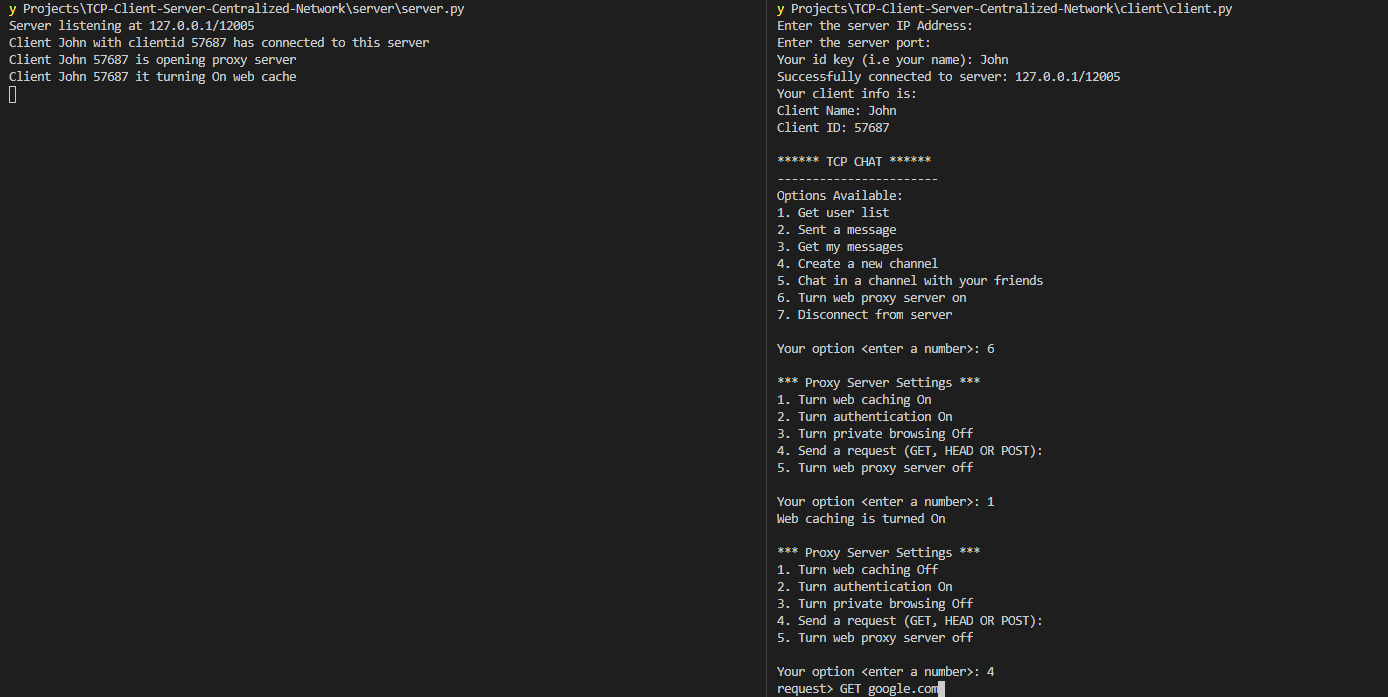 y Projects\TCP-Client-Server-Centralized-Network\server\server.py
Server listening at 127.0.0.1/12005
Client John with clientid 57687 has connected to this server
Client John 57687 is opening proxy server
Client John 57687 it turning On web cache
y Projects\TCP-Client-Server-Centralized-Network\client\client.py
Enter the server IP Address:
Enter the server port:
Your id key (i.e your name): John
Successfully connected to server: 127.0.0.1/12005
Your client info is:
Client Name: John
Client ID: 57687
****** TCP CHAT ******
-----------------------
Options Available:
1. Get user list
2. Sent a message
3. Get my messages
4. Create a new channel
5. Chat in a channel with your friends
6. Turn web proxy server on
7. Disconnect from server
Your option <enter a number>: 6
*** Proxy Server Settings ***
1. Turn web caching On
2. Turn authentication On
3. Turn private browsing Off
4. Send a request (GET, HEAD OR POST):
5. Turn web proxy server off
Your option <enter a number>: 1
Web caching is turned On
*** Proxy Server Settings ***
1. Turn web caching Off
2. Turn authentication On
3. Turn private browsing Off
4. Send a request (GET, HEAD OR POST):
5. Turn web proxy server off
Your option <enter a number>: 4
request> GET google.com